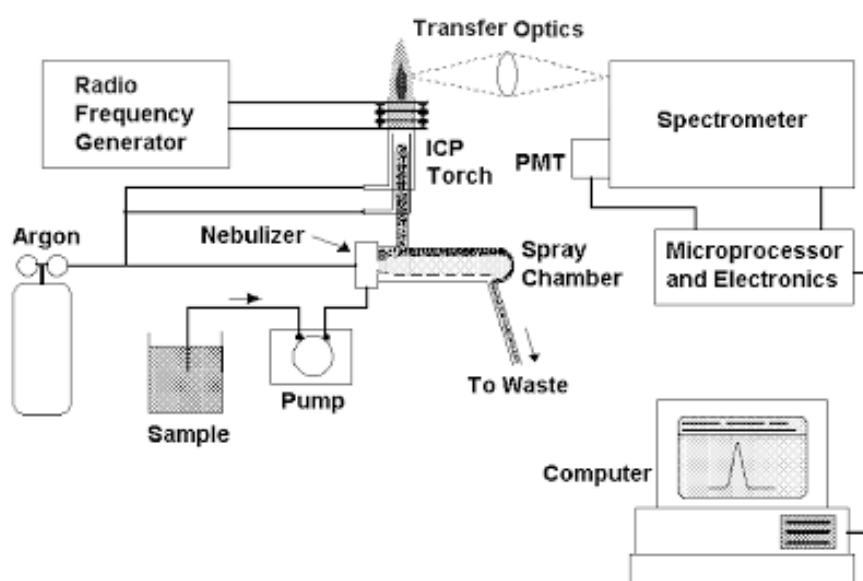 Transfer Optics
Radio
Frequency
Generator
Spectrometer
ICP
Torch
PMT
Argon
Nebulizer
Spray
Chamber
Microprocessor
and Electronics
To Waste
Pump
Sample
Computer